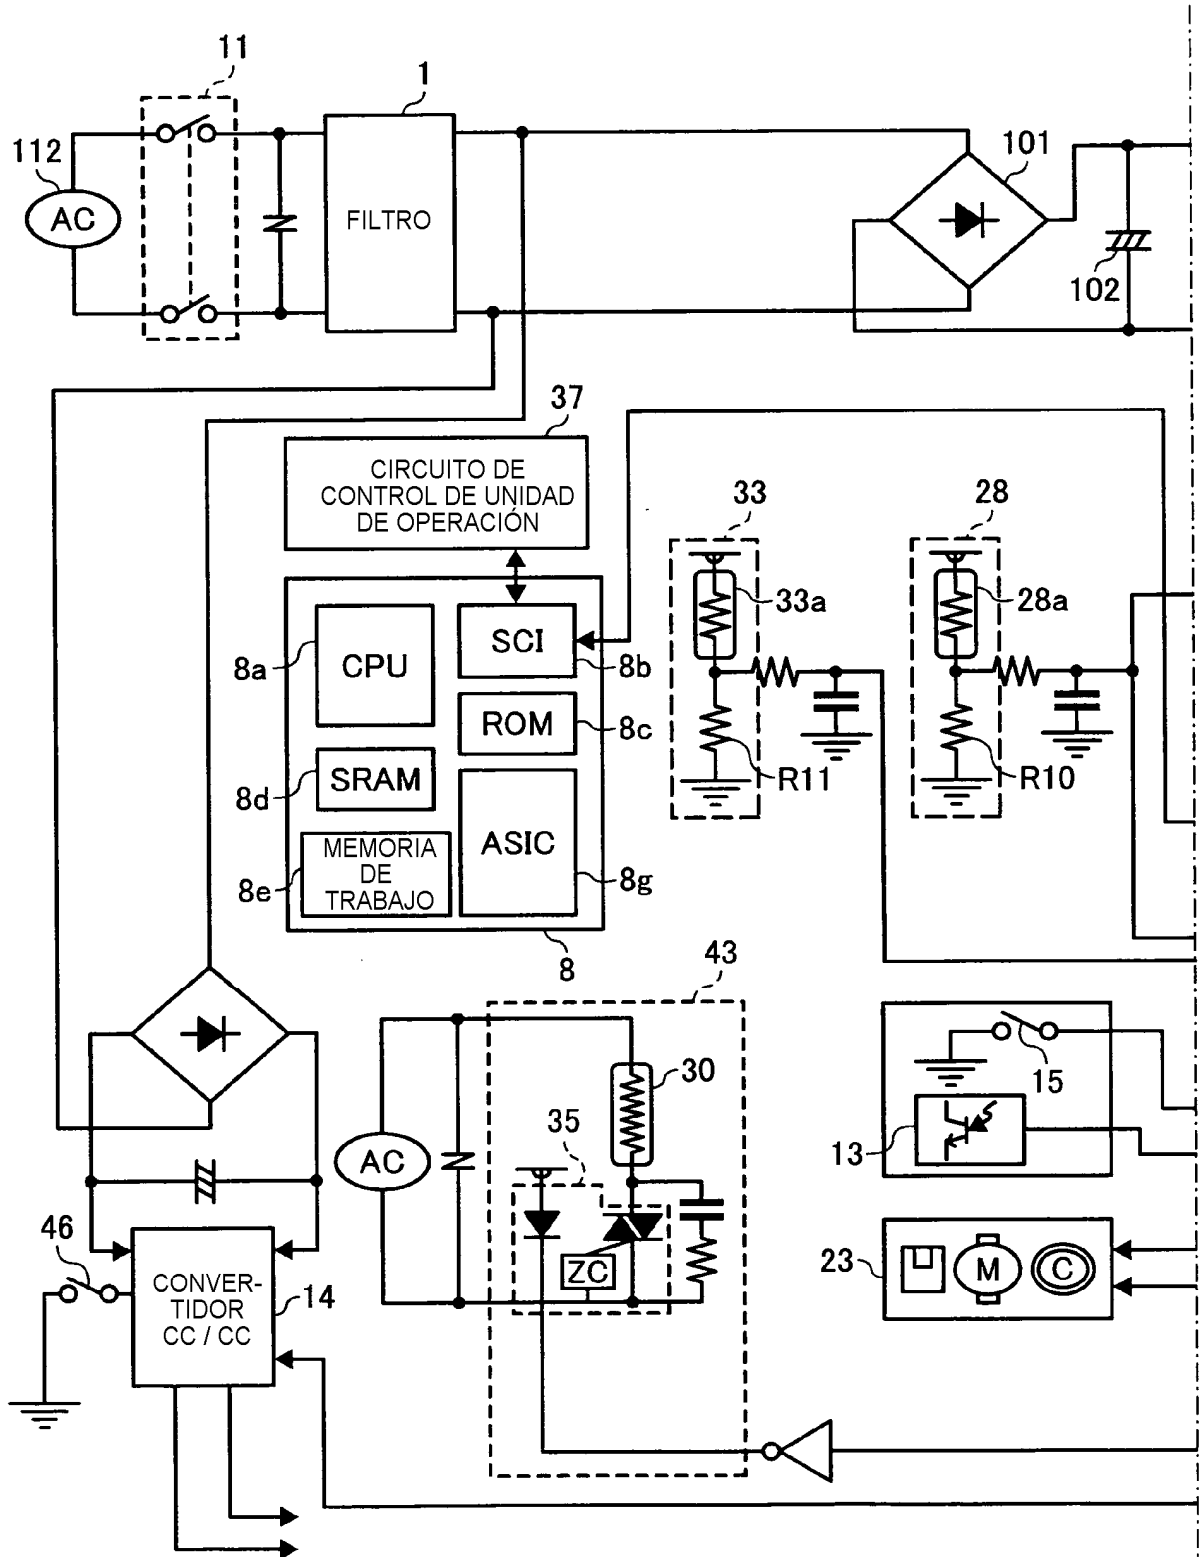 11
1
112
AC
FILTRO
101
102
37
CIRCUITO DE
CONTROL DE UNIDAD
DE OPERACIÓN
33
28
33a
28a
8a
CPU
SCI
8b
ROM
8c
8d
SRAM
R11
R10
8e
MEMORIA
DE
TRABAJO
ASIC
8g
8
43
30
15
35
AC
13
46
ZC
CONVER-
TIDOR
CC / CC
14
23
M
C